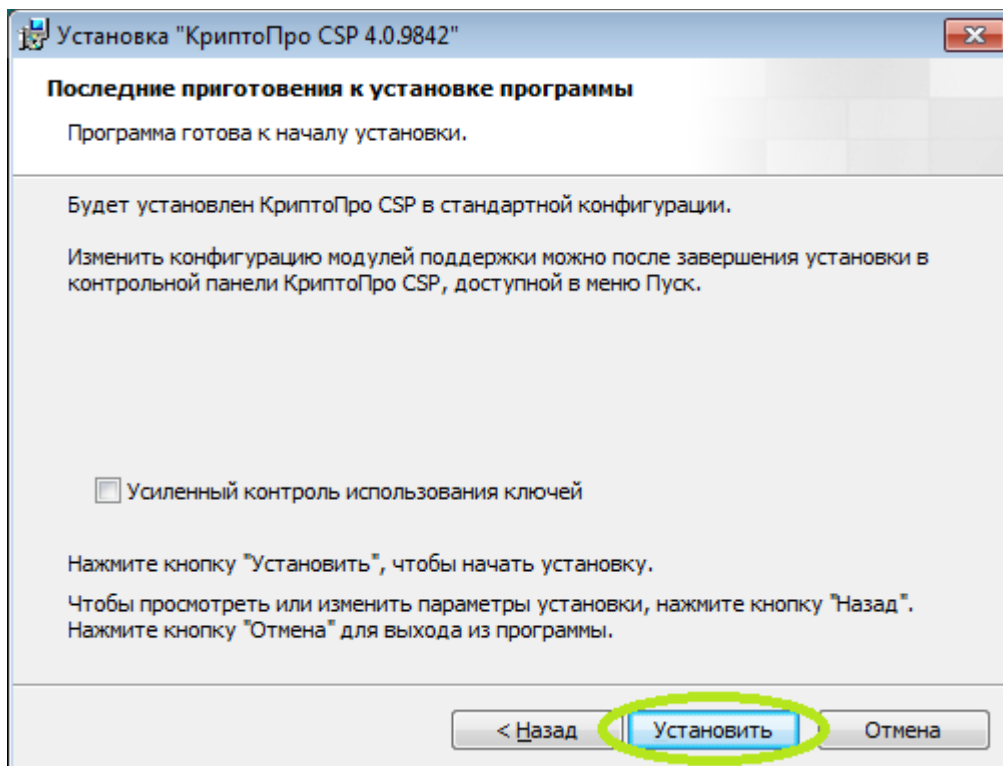 Установка "КриптоПро CSP 4.0.9842"
Последние приготовения к установке программы
Программа готова к началу установки.
Будет установлен КриптоПро CSP в стандартной конфигурации.
Изменить конфигурацию модулей поддержки можно после завершения установки в
контрольной панели КриптоПро CSP, доступной в меню Пуск.
Усиленный контроль использования ключей
Нажмите кнопку "Установить", чтобы начать установку.
Чтобы просмотреть или изменить параметры установки, нажмите кнопку "Назад".
Нажмите кнопку "Отмена" для выхода из программы.
< Назад Установить Отмена